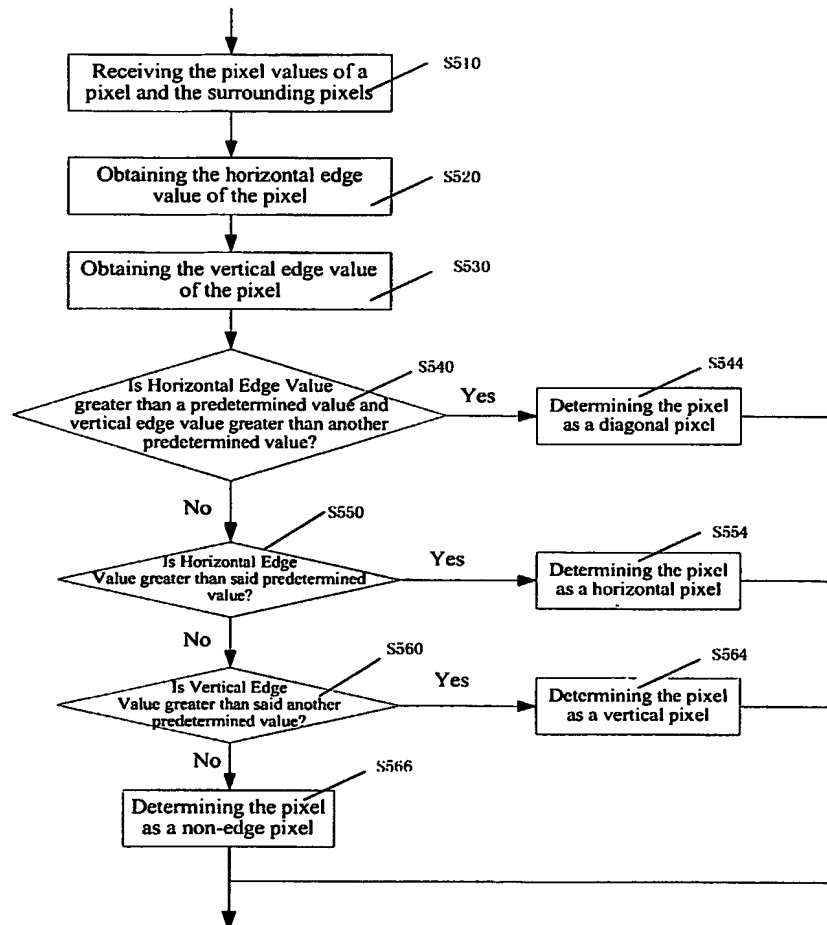 Receiving the pixel values of a
pixel and the surrounding pixels
S510
Obtaining the horizontal edge
value of the pixel
S520
Obtaining the vertical edge value
of the pixel
S530
Is Horizontal Edge Value
greater than a predetermined value and
vertical edge value greater than another
predetermined value?
S540
Yes
Determining the pixel
as a diagonal pixel
S544
No
Is Horizontal Edge
Value greater than said predetermined
value?
S550
Yes
Determining the pixel
as a horizontal pixel
S554
No
Is Vertical Edge
Value greater than said another
predetermined value?
S560
Yes
Determining the pixel
as a vertical pixel
S564
No
Determining the pixel
as a non-edge pixel
S566